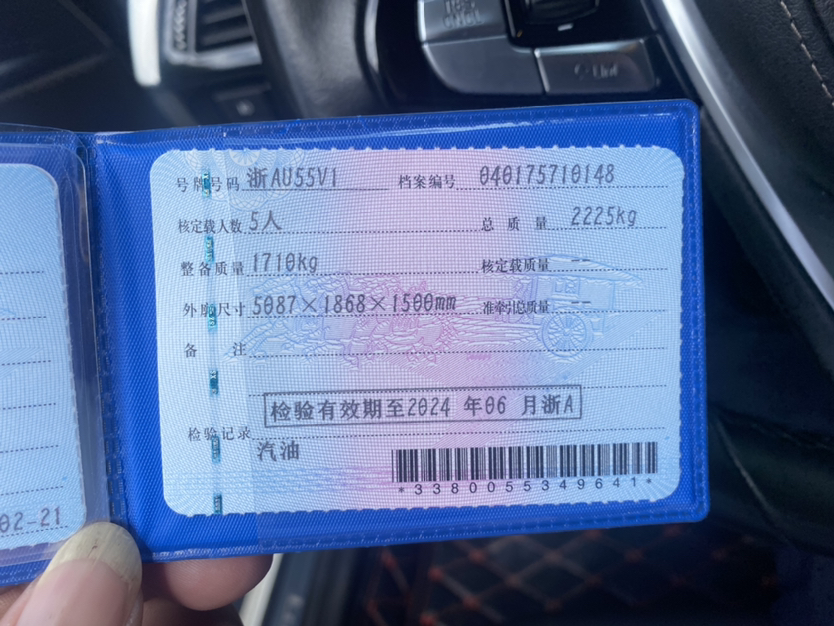 号牌号码 浙AU55V1 档案编号 040175710148
核定载人数 5人 总质量 2225kg
整备质量 1710kg 核定载质量 --
外廓尺寸 5087×1868×1500mm 准牵引总质量 --
备注
检验有效期至2024 年06 月浙A
检验记录
汽油
*3380055349641*
02-21